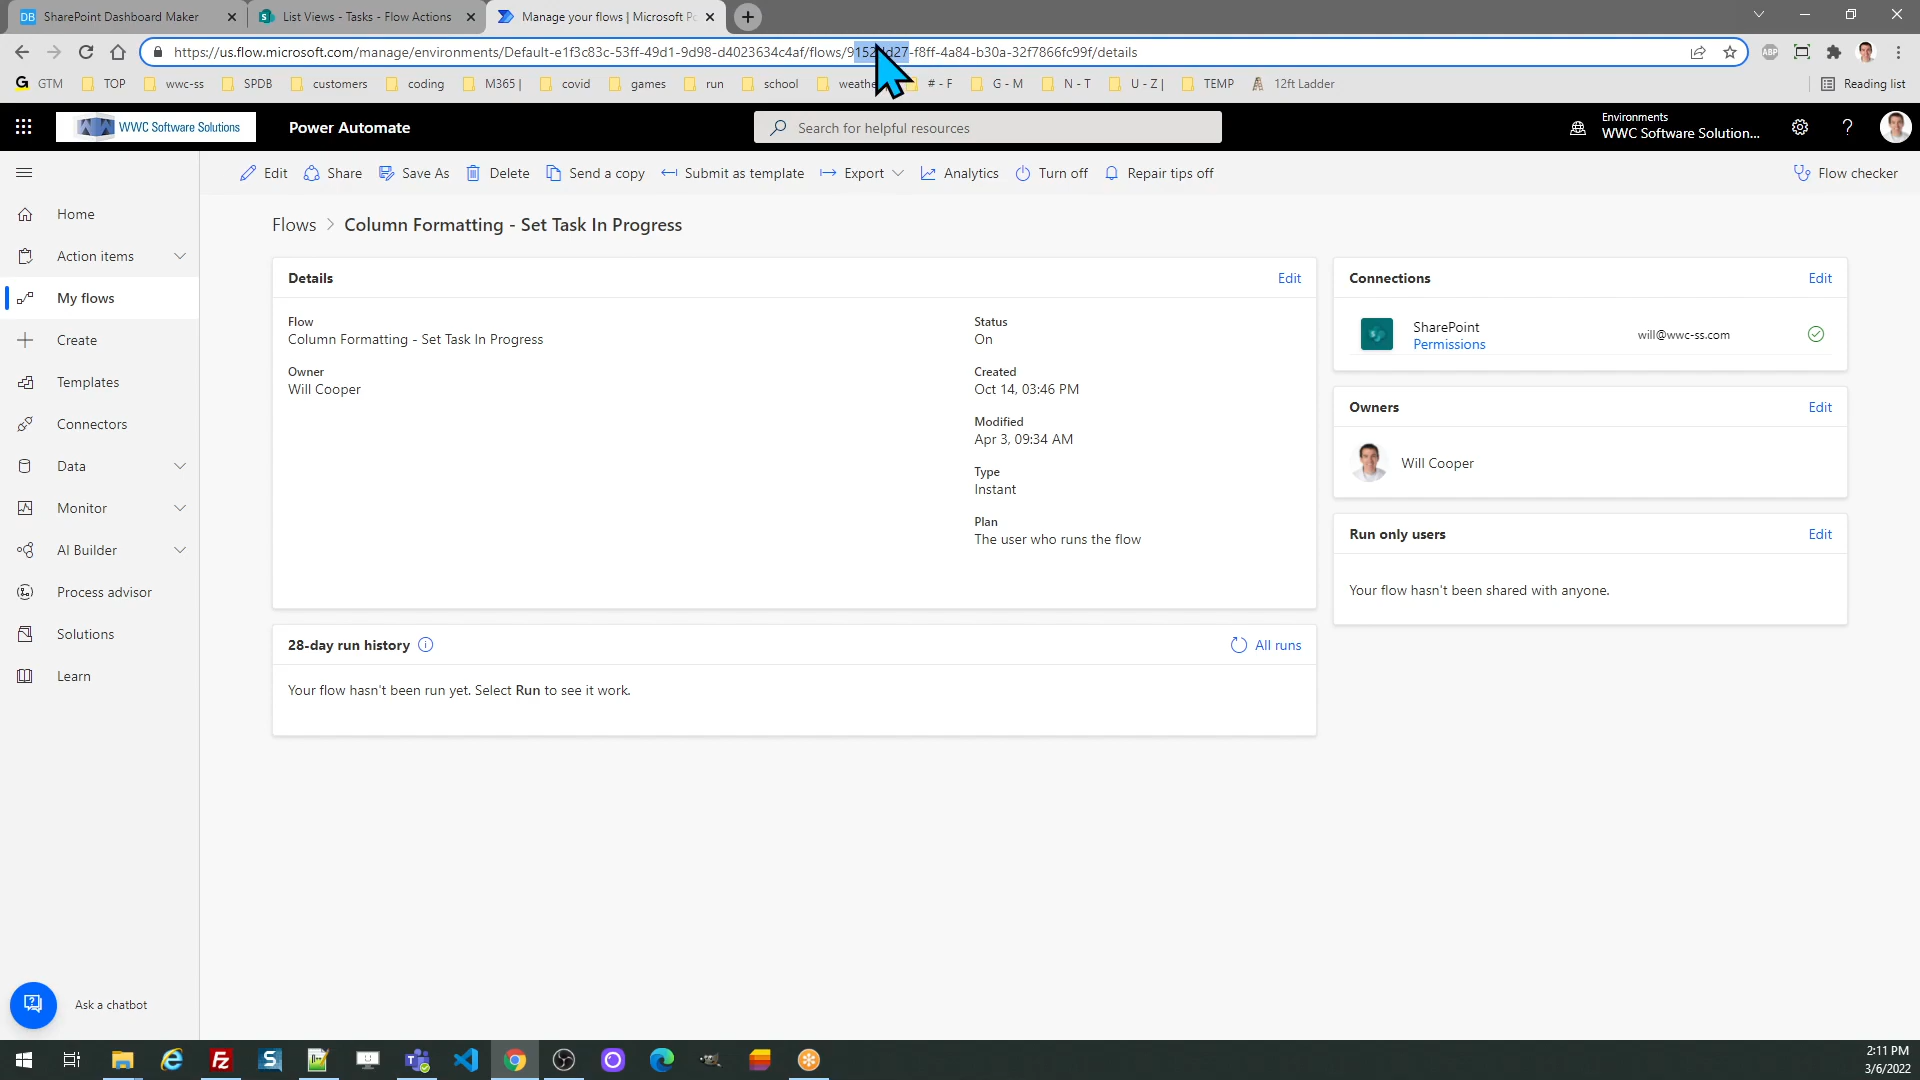 DB SharePoint Dashboard Maker
List Views - Tasks - Flow Actions
Manage your flows | Microsoft Po
https://us.flow.microsoft.com/manage/environments/Default-e1f3c83c-53ff-49d1-9d98-d4023634c4af/flows/9152 d27-f8ff-4a84-b30a-32f7866fc99f/details
ABP
G GTM TOP wwc-ss SPDB customers coding M365 | covid games run school weathe # - F G - M N - T U - Z | TEMP 12ft Ladder Reading list
WWC Software Solutions Power Automate Search for helpful resources
Environments
WWC Software Solution...
Edit Share Save As Delete Send a copy Submit as template Export Analytics Turn off Repair tips off Flow checker
Home
Action items
My flows
Create
Templates
Connectors
Data
Monitor
AI Builder
Process advisor
Solutions
Learn
Ask a chatbot
Flows > Column Formatting - Set Task In Progress
Details Edit
Flow
Column Formatting - Set Task In Progress
Owner
Will Cooper
Status
On
Created
Oct 14, 03:46 PM
Modified
Apr 3, 09:34 AM
Type
Instant
Plan
The user who runs the flow
28-day run history All runs
Your flow hasn't been run yet. Select Run to see it work.
Connections Edit
SharePoint
Permissions
will@wwc-ss.com
Owners Edit
Will Cooper
Run only users Edit
Your flow hasn't been shared with anyone.
2:11 PM
3/6/2022